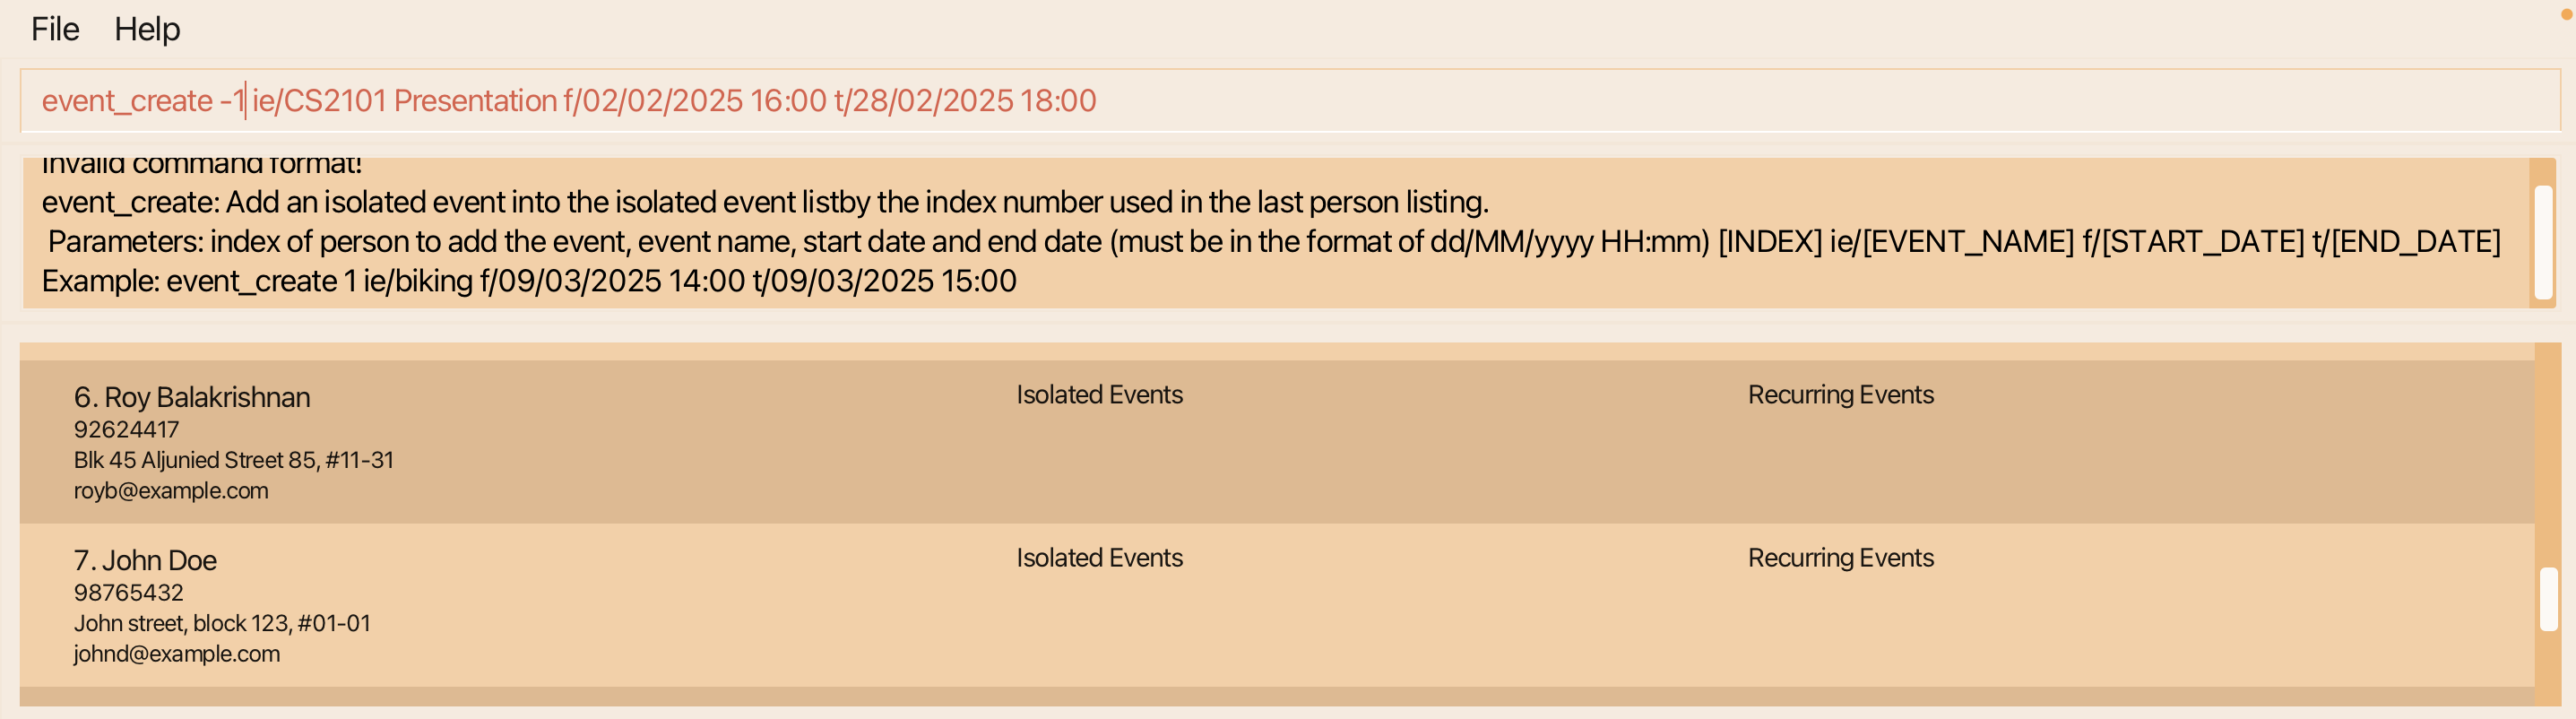 File Help
event_create -1 ie/CS2101 Presentation f/02/02/2025 16:00 t/28/02/2025 18:00
Invalid command format!
event_create: Add an isolated event into the isolated event listby the index number used in the last person listing.
Parameters: index of person to add the event, event name, start date and end date (must be in the format of dd/MM/yyyy HH:mm) [INDEX] ie/[EVENT_NAME] f/[START_DATE] t/[END_DATE]
Example: event_create 1 ie/biking f/09/03/2025 14:00 t/09/03/2025 15:00
6. Roy Balakrishnan Isolated Events Recurring Events
92624417
Blk 45 Aljunied Street 85, #11-31
royb@example.com
7. John Doe Isolated Events Recurring Events
98765432
John street, block 123, #01-01
johnd@example.com